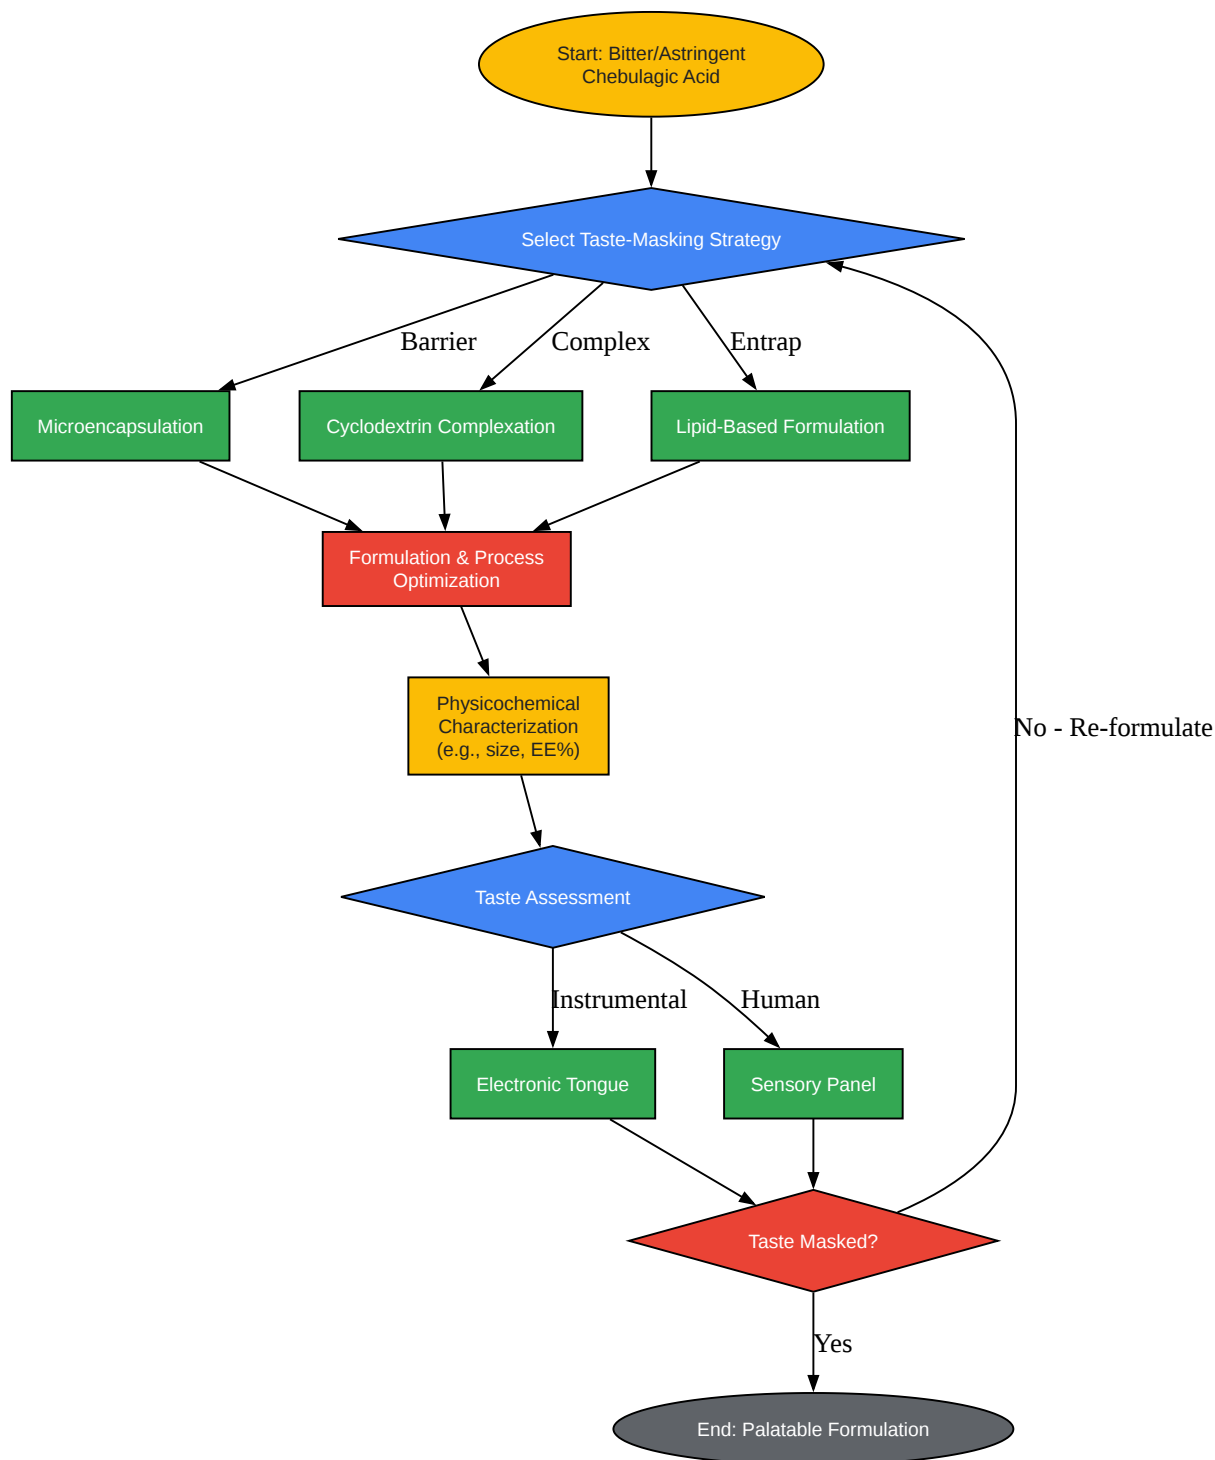 Start: Bitter/Astringent
Chebulagic Acid
Select Taste-Masking Strategy
Barrier
Complex
Entrap
Microencapsulation
Cyclodextrin Complexation
Lipid-Based Formulation
Formulation & Process
Optimization
Physicochemical
Characterization
(e.g., size, EE%)
No - Re-formulate
Taste Assessment
Instrumental
Human
Electronic Tongue
Sensory Panel
Taste Masked?
Yes
End: Palatable Formulation